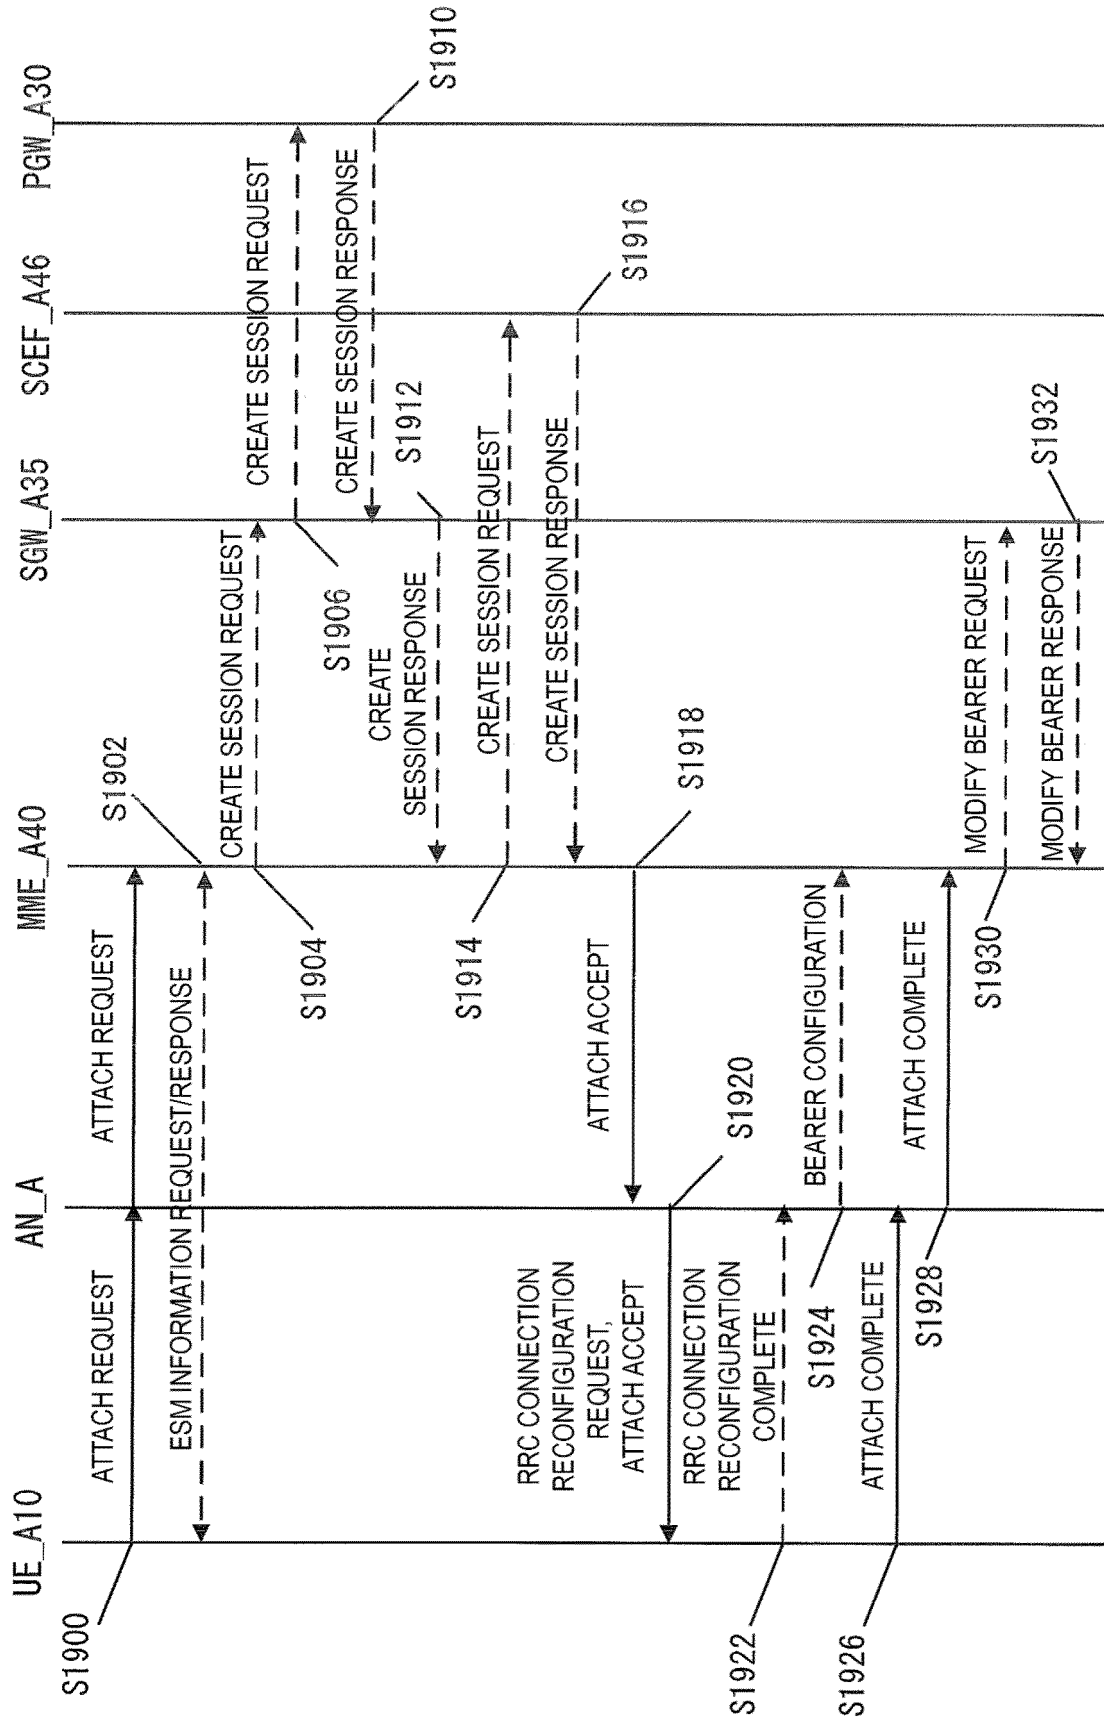 UE_A10
AN_A
MME_A40
SGW_A35
SCEF_A46
PGW_A30
S1900
ATTACH REQUEST
ATTACH REQUEST
S1902
ESM INFORMATION REQUEST/RESPONSE
S1904
CREATE SESSION REQUEST
S1906
CREATE SESSION REQUEST
S1910
CREATE SESSION RESPONSE
S1912
CREATE
SESSION RESPONSE
S1914
CREATE SESSION REQUEST
S1916
CREATE SESSION RESPONSE
S1918
ATTACH ACCEPT
S1920
RRC CONNECTION
RECONFIGURATION
REQUEST,
ATTACH ACCEPT
S1922
RRC CONNECTION
RECONFIGURATION
COMPLETE
S1924
BEARER CONFIGURATION
S1926
ATTACH COMPLETE
S1928
ATTACH COMPLETE
S1930
MODIFY BEARER REQUEST
S1932
MODIFY BEARER RESPONSE